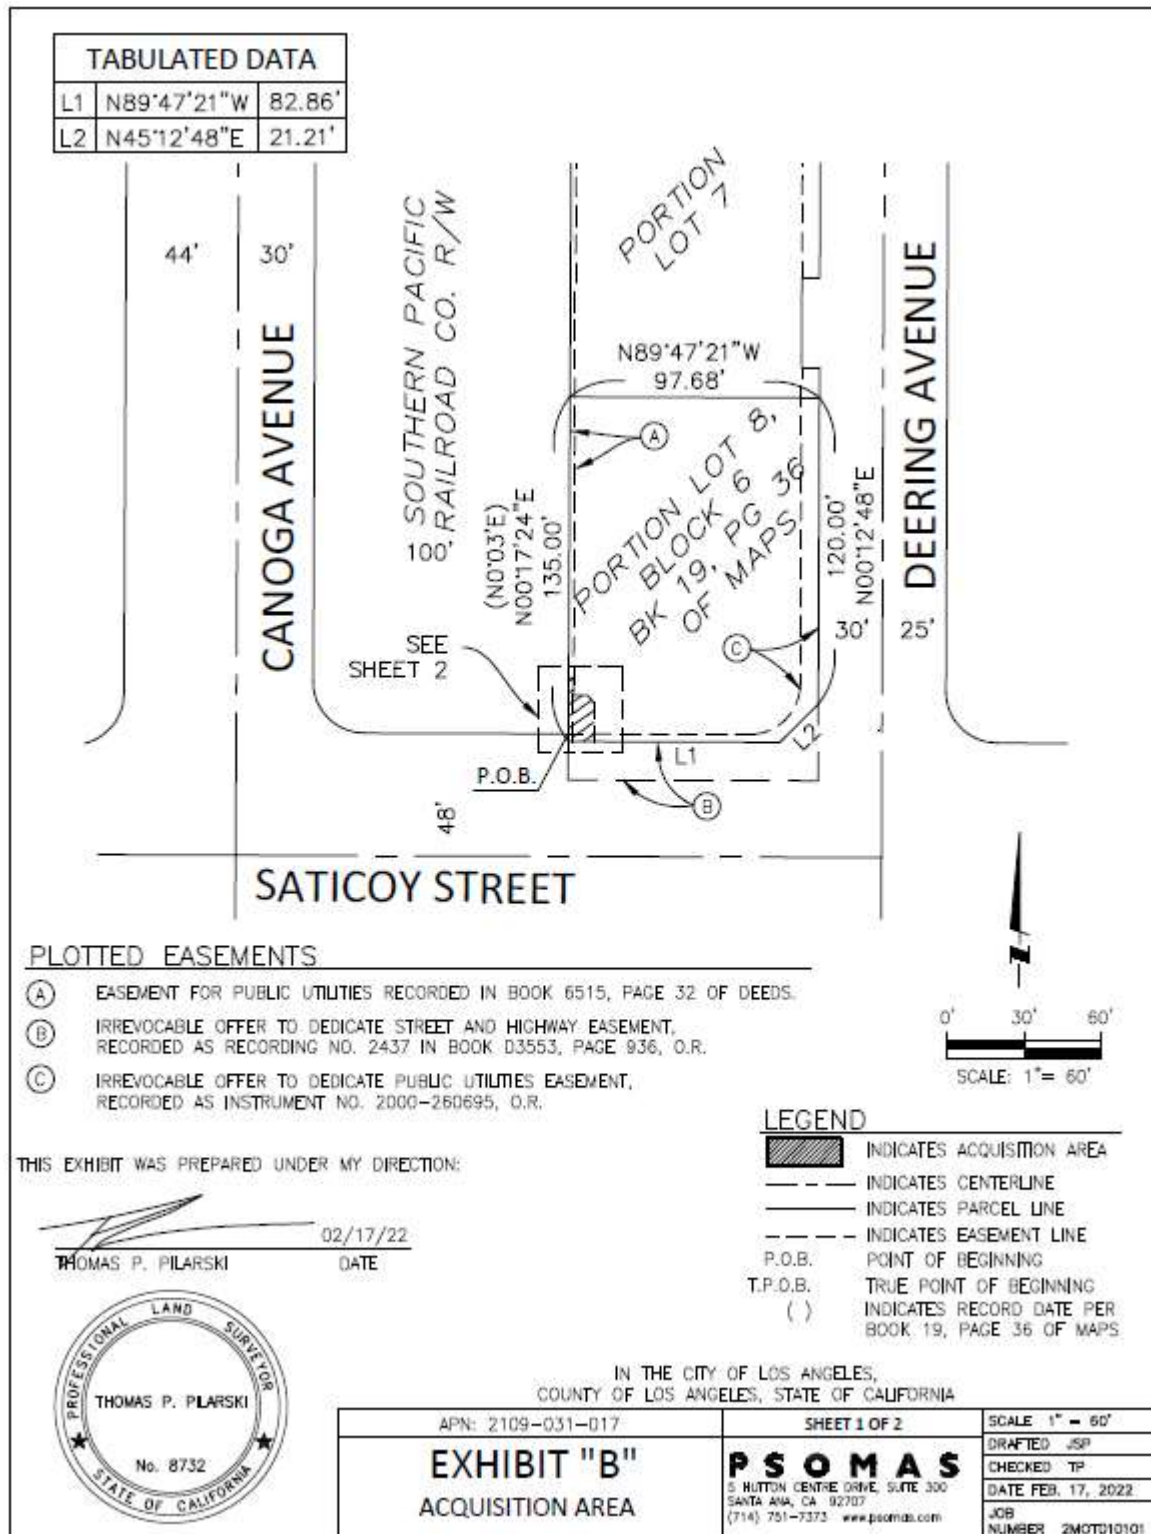 TABULATED DATA
L1 N89°47'21"W 82.86'
L2 N45°12'48"E 21.21'
44'
30'
CANOGA AVENUE
100' SOUTHERN PACIFIC
RAILROAD CO. R/W
PORTION
LOT 7
N89°47'21"W
97.68'
A
PORTION LOT 8,
BLOCK 6
BK 19, PG 36
OF MAPS
(N0°03'E)
N00°17'24"E
135.00'
120.00'
N00°12'48"E
DEERING AVENUE
30'
25'
C
SEE
SHEET 2
L1
L2
P.O.B.
B
48'
SATICOY STREET
PLOTTED EASEMENTS
A EASEMENT FOR PUBLIC UTILITIES RECORDED IN BOOK 6515, PAGE 32 OF DEEDS.
B IRREVOCABLE OFFER TO DEDICATE STREET AND HIGHWAY EASEMENT,
RECORDED AS RECORDING NO. 2437 IN BOOK D3553, PAGE 936, O.R.
C IRREVOCABLE OFFER TO DEDICATE PUBLIC UTILITIES EASEMENT,
RECORDED AS INSTRUMENT NO. 2000-260695, O.R.
Z
0' 30' 60'
SCALE: 1"= 60'
LEGEND
INDICATES ACQUISITION AREA
INDICATES CENTERLINE
INDICATES PARCEL LINE
INDICATES EASEMENT LINE
P.O.B. POINT OF BEGINNING
T.P.O.B. TRUE POINT OF BEGINNING
( ) INDICATES RECORD DATE PER
BOOK 19, PAGE 36 OF MAPS
THIS EXHIBIT WAS PREPARED UNDER MY DIRECTION:
02/17/22
THOMAS P. PILARSKI DATE
PROFESSIONAL LAND SURVEYOR
THOMAS P. PILARSKI
No. 8732
STATE OF CALIFORNIA
IN THE CITY OF LOS ANGELES,
COUNTY OF LOS ANGELES, STATE OF CALIFORNIA
APN: 2109-031-017
EXHIBIT "B"
ACQUISITION AREA
SHEET 1 OF 2
PSOMAS
5 HUTTON CENTRE DRIVE, SUITE 300
SANTA ANA, CA 92707
(714) 751-7373 www.psomas.com
SCALE 1" = 60'
DRAFTED JSP
CHECKED TP
DATE FEB. 17, 2022
JOB
NUMBER 2MOTD10101